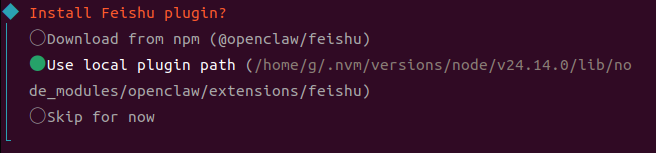 Install Feishu plugin?
Download from npm (@openclaw/feishu)
Use local plugin path (/home/g/.nvm/versions/node/v24.14.0/lib/no
de_modules/openclaw/extensions/feishu)
Skip for now